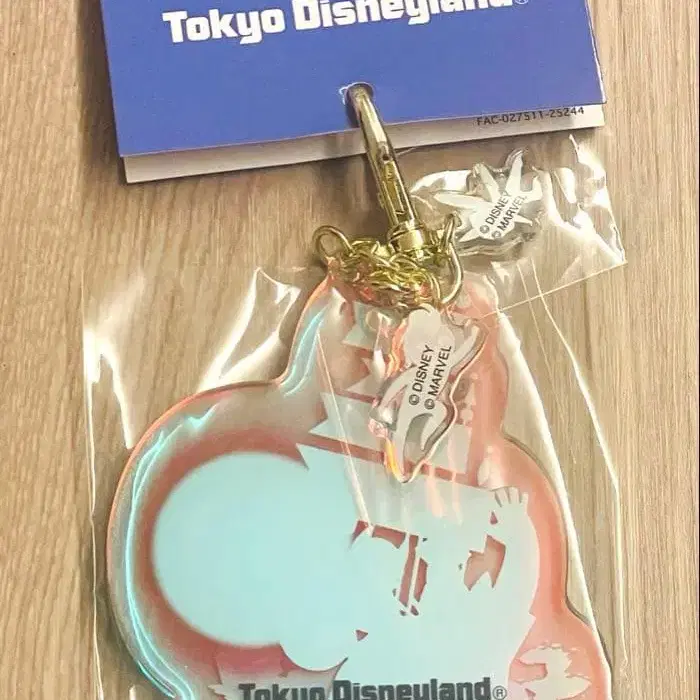 Tokyo Disneyland®
FAC-027511-25244
© DISNEY
© MARVEL
© DISNEY
© MARVEL
Tokyo Disneyland®